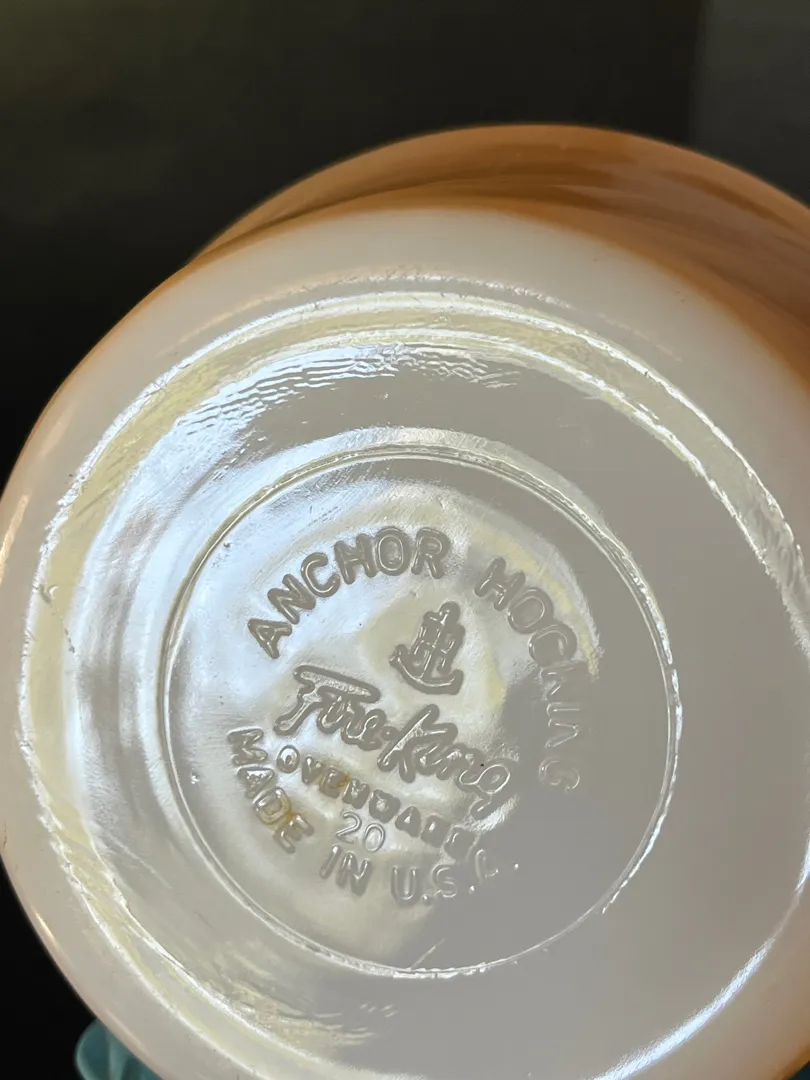 ANCHOR HOCKING
Fire-King
OVENWARE
20
MADE IN U.S.A.